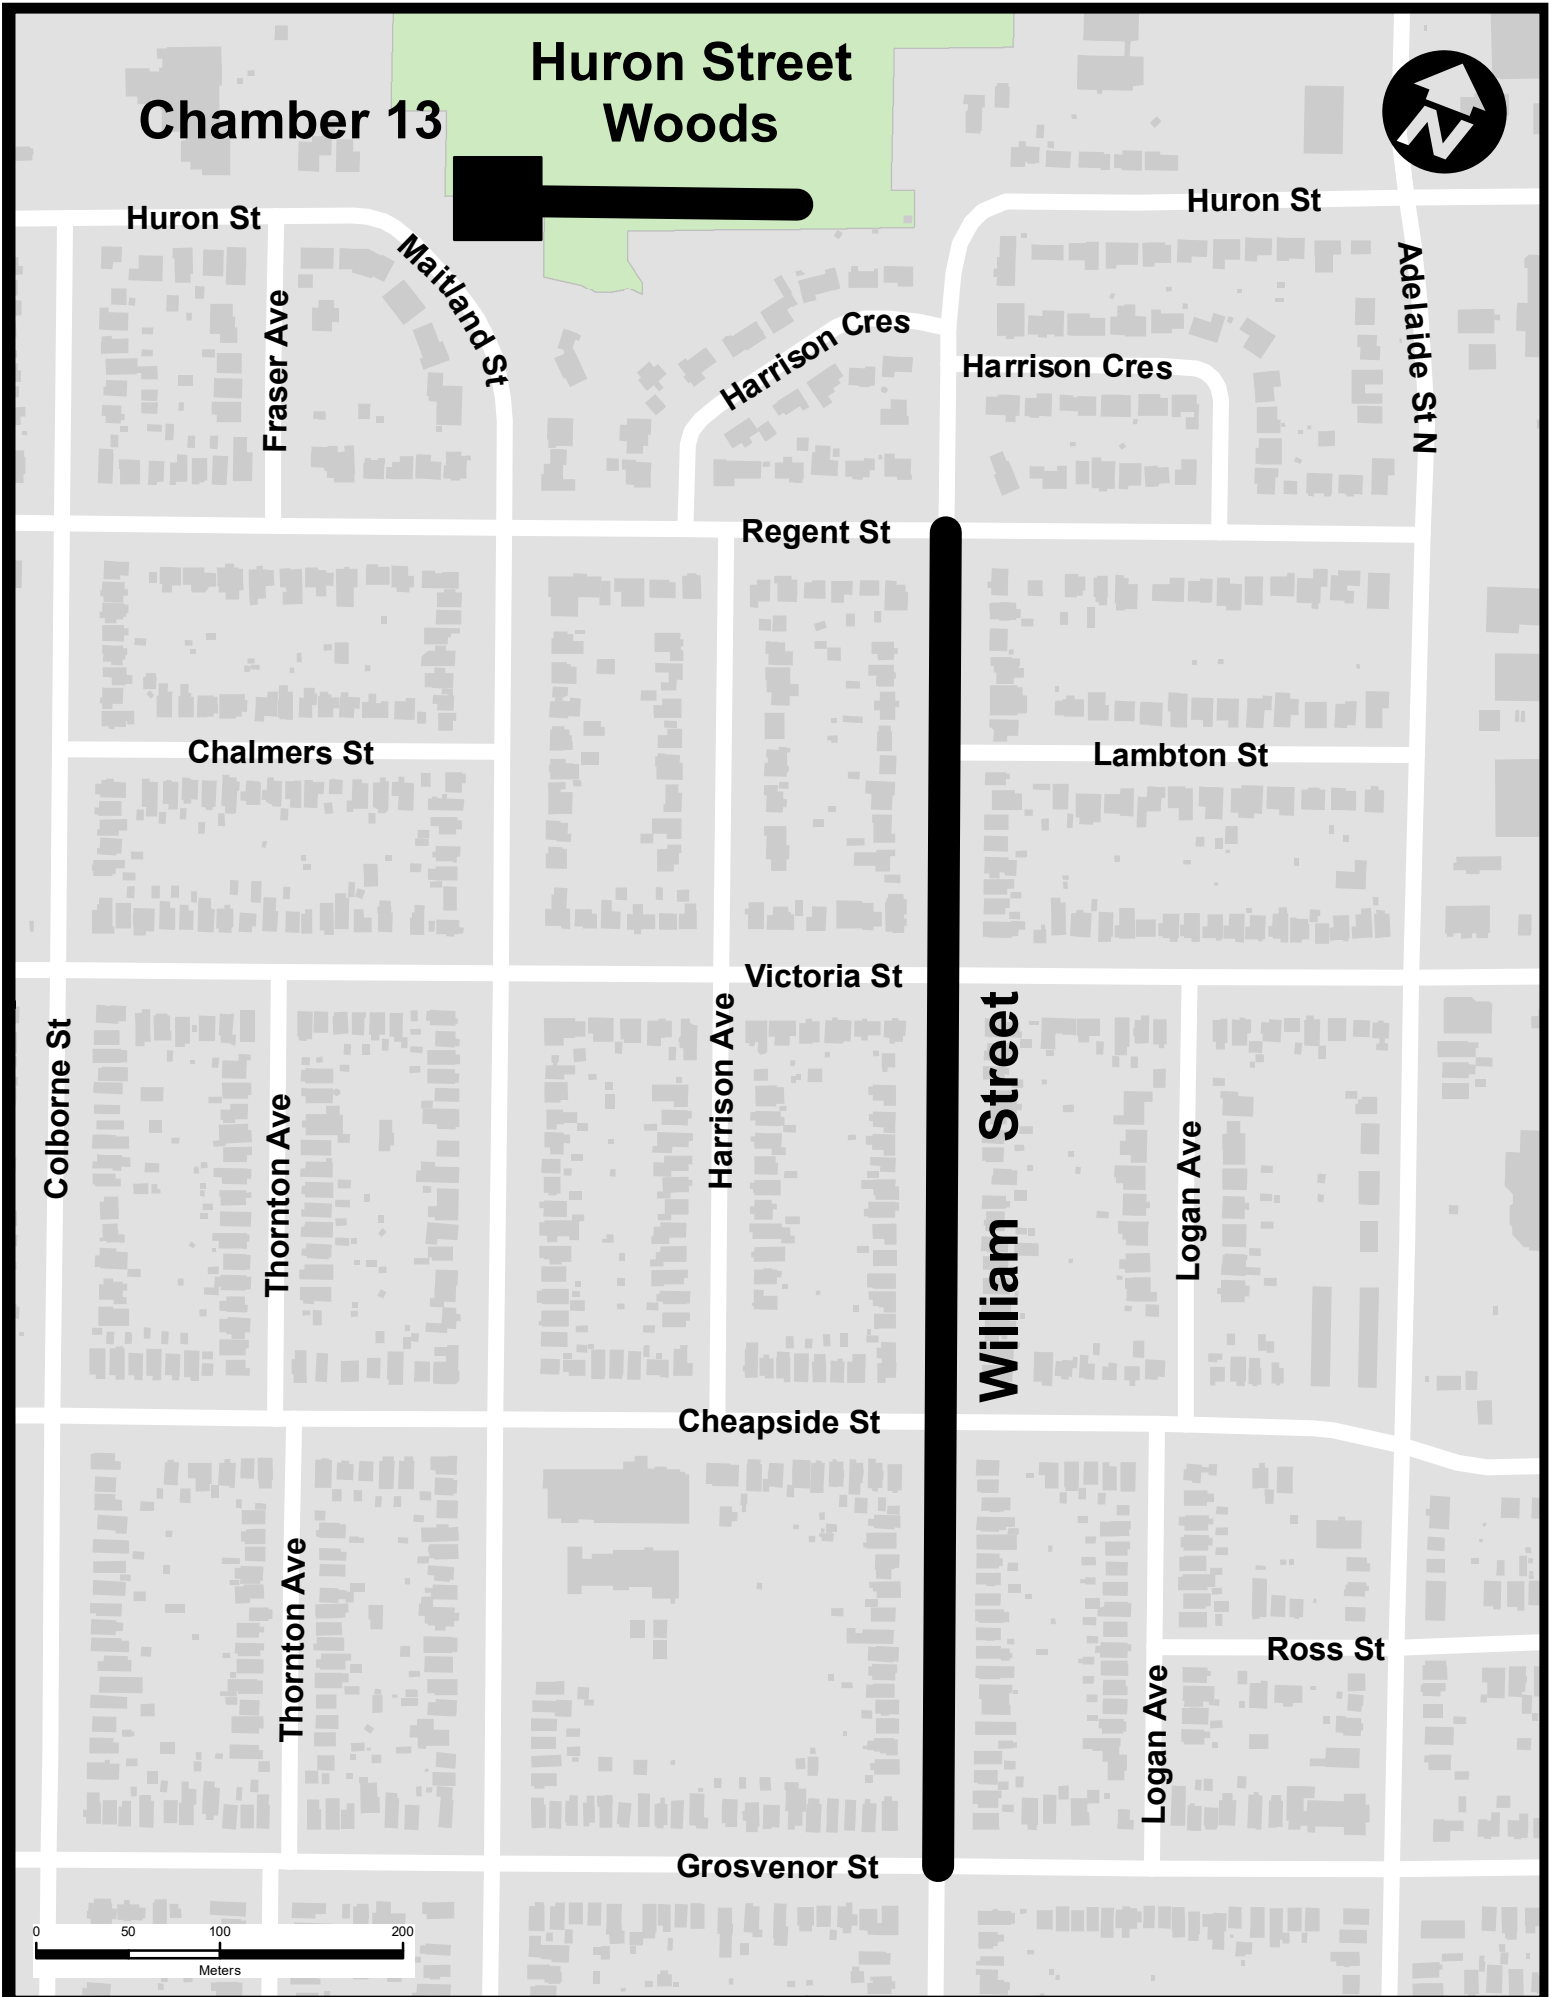 Huron Street
Woods
Chamber 13
N
Huron St
Huron St
Maitland St
Adelaide St N
Fraser Ave
Harrison Cres
Harrison Cres
Regent St
Chalmers St
Lambton St
Victoria St
William Street
Colborne St
Thornton Ave
Harrison Ave
Logan Ave
Cheapside St
Thornton Ave
Ross St
Logan Ave
Grosvenor St
0 50 100 200
Meters